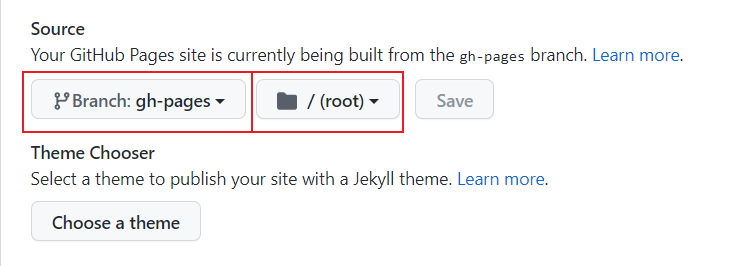 Source
Your GitHub Pages site is currently being built from the gh-pages branch. Learn more.
Branch: gh-pages / (root) Save
Theme Chooser
Select a theme to publish your site with a Jekyll theme. Learn more.
Choose a theme